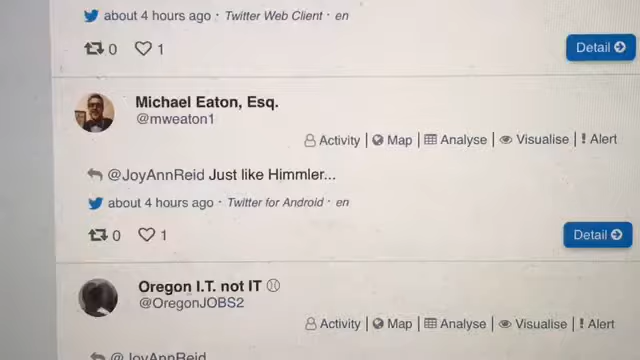 about 4 hours ago · Twitter Web Client · en
0 1
Detail
Michael Eaton, Esq.
@mweaton1
Activity | Map | Analyse | Visualise | ! Alert
@JoyAnnReid Just like Himmler...
about 4 hours ago · Twitter for Android · en
0 1
Detail
Oregon I.T. not IT
@OregonJOBS2
Activity | Map | Analyse | Visualise | ! Alert
@JoyAnnReid